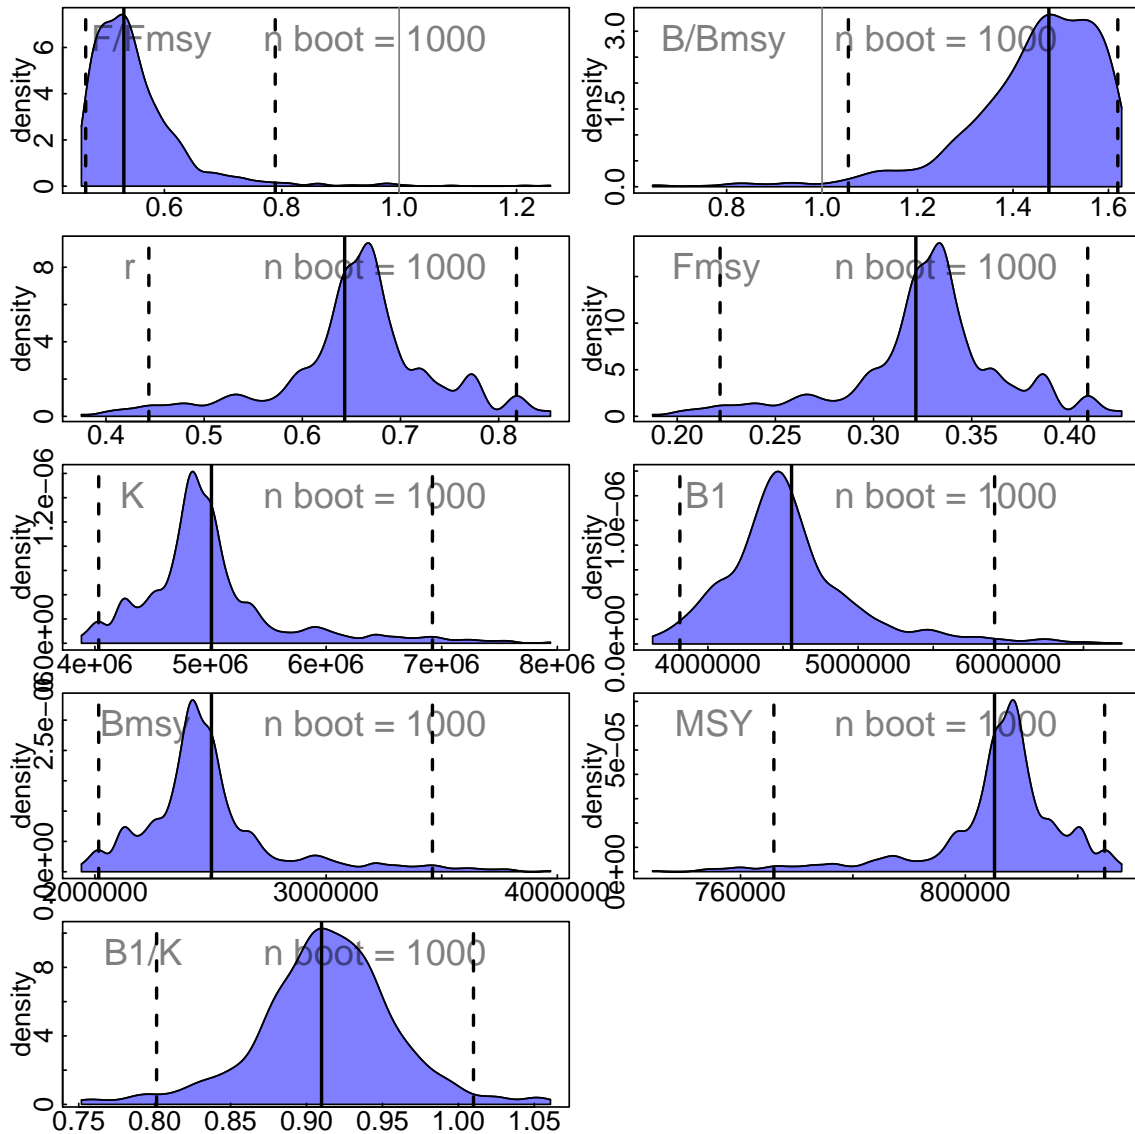 F/Fmsy n boot = 1000
density
0 2 4 6
0.6 0.8 1.0 1.2
B/Bmsy n boot = 1000
density
0.0 1.5 3.0
0.8 1.0 1.2 1.4 1.6
r n boot = 1000
density
0 4 8
0.4 0.5 0.6 0.7 0.8
Fmsy n boot = 1000
density
0 5 10
0.20 0.25 0.30 0.35 0.40
K n boot = 1000
density
0.0e+00 1.2e-06
4e+06 5e+06 6e+06 7e+06 8e+06
B1 n boot = 1000
density
0.0e+00 1.0e-06
4000000 5000000 6000000
Bmsy n boot = 1000
density
0.0e+00 2.5e-06
2000000 3000000 4000000
MSY n boot = 1000
density
0e+00 5e-05
760000 800000
B1/K n boot = 1000
density
0 4 8
0.75 0.80 0.85 0.90 0.95 1.00 1.05